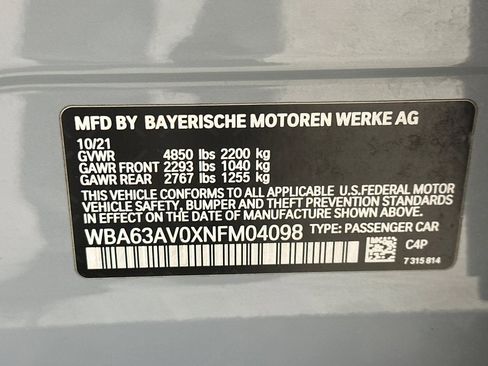 MFD BY BAYERISCHE MOTOREN WERKE AG
10/21
GVWR 4850 lbs 2200 kg
GAWR FRONT 2293 lbs 1040 kg
GAWR REAR 2767 lbs 1255 kg
THIS VEHICLE CONFORMS TO ALL APPLICABLE U.S.FEDERAL MOTOR
VEHICLE SAFETY, BUMPER AND THEFT PREVENTION STANDARDS
IN EFFECT ON THE DATE OF MANUFACTURE SHOWN ABOVE.
WBA63AV0XNFM04098 TYPE: PASSENGER CAR
C4P
7 315 814